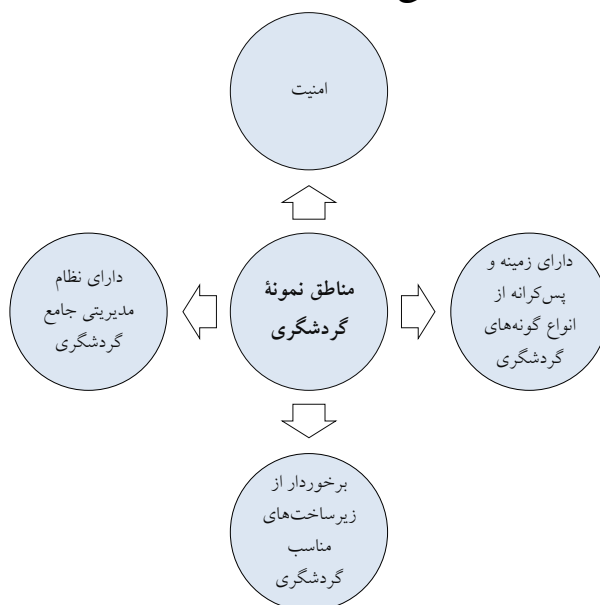 امنیت
دارای زمینه و
پس‌کرانه از
انواع گونه‌های
گردشگری
مناطق نمونهٔ
گردشگری
دارای نظام
مدیریتی جامع
گردشگری
برخوردار از
زیرساخت‌های
مناسب
گردشگری